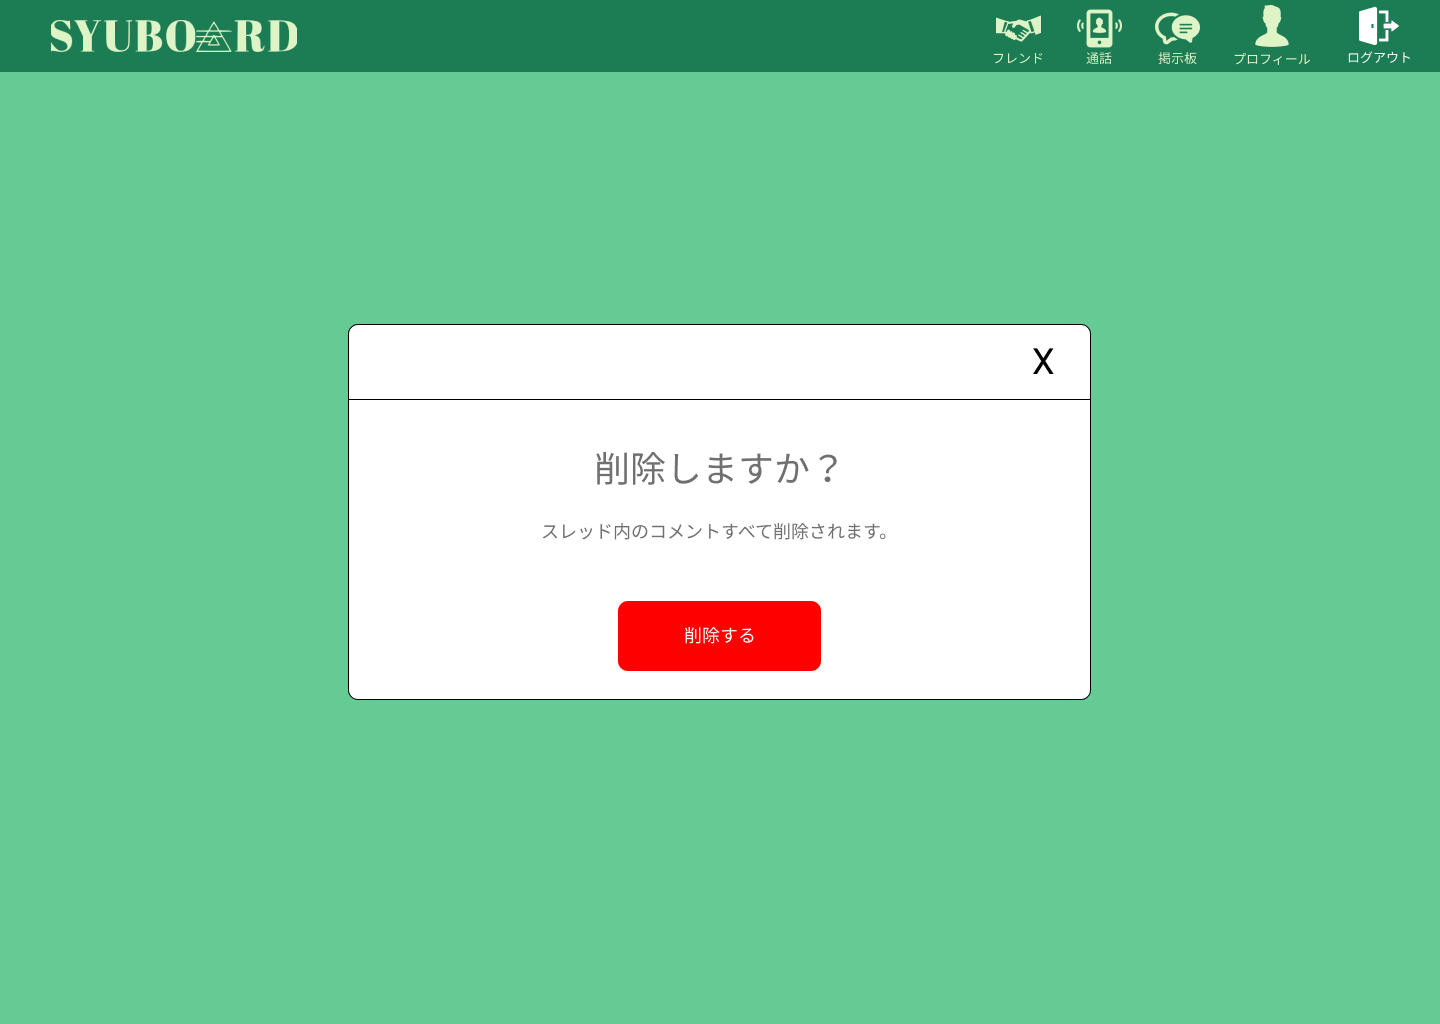 SYUBOARD
フレンド
通話
掲示板
プロフィール
ログアウト
X
削除しますか？
スレッド内のコメントすべて削除されます。
削除する